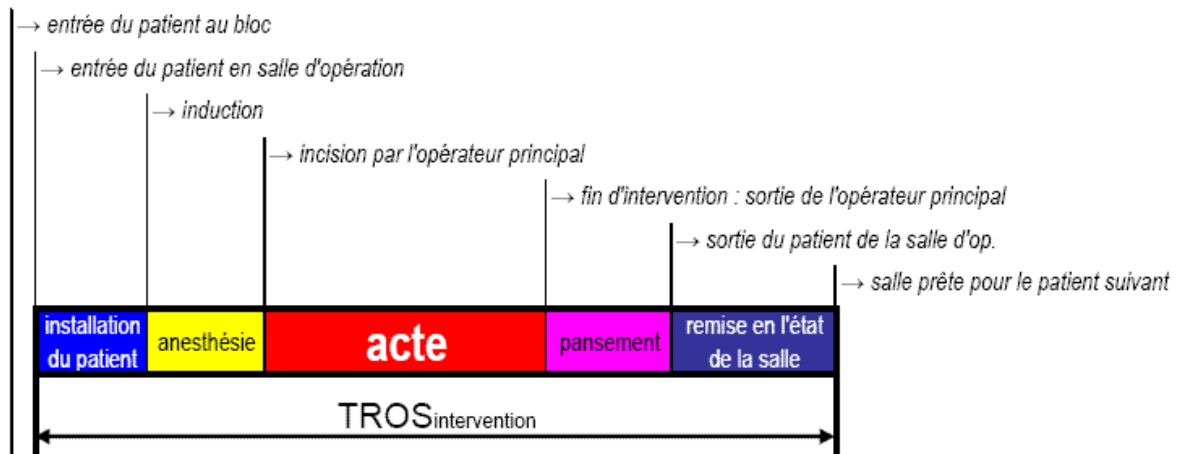 → entrée du patient au bloc
→ entrée du patient en salle d'opération
→ induction
→ incision par l'opérateur principal
→ fin d'intervention : sortie de l'opérateur principal
→ sortie du patient de la salle d'op.
→ salle prête pour le patient suivant
installation
du patient
anesthésie
acte
pansement
remise en l'état
de la salle
TROSintervention